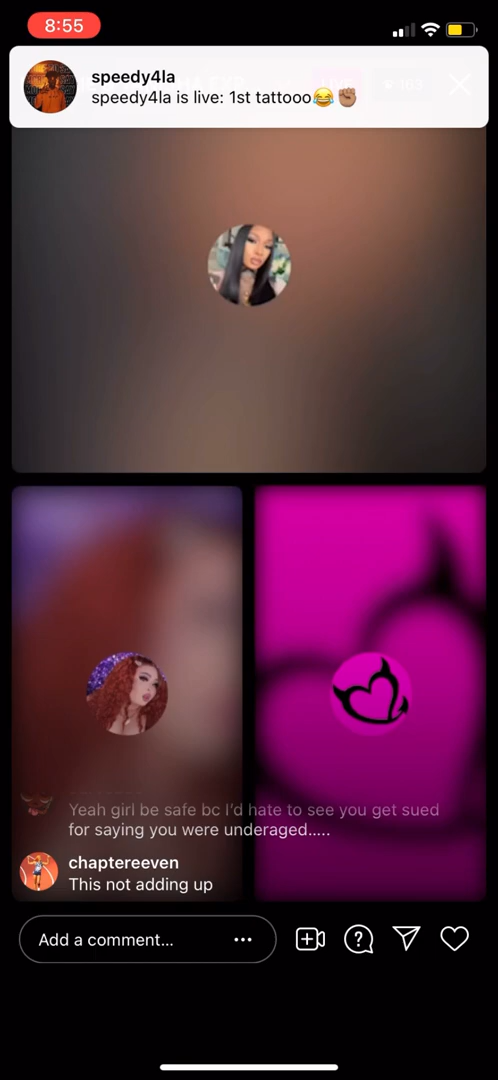 8:55
speedy4la
speedy4la is live: 1st tattooo😂✊🏽
Yeah girl be safe bc I'd hate to see you get sued
for saying you were underaged.....
chaptereeven
This not adding up
Add a comment...